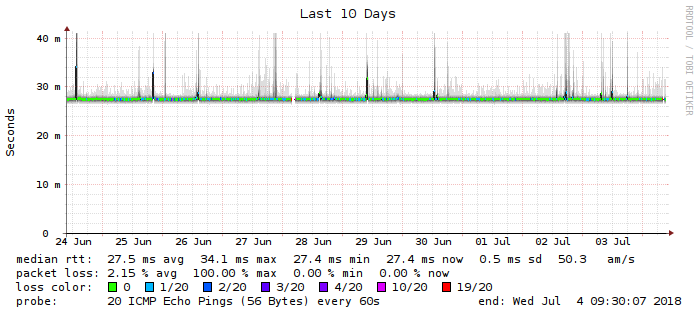 Last 10 Days
RRDTOOL / TOBI OETIKER
Seconds
40 m
30 m
20 m
10 m
0
24 Jun 25 Jun 26 Jun 27 Jun 28 Jun 29 Jun 30 Jun 01 Jul 02 Jul 03 Jul
median rtt: 27.5 ms avg 34.1 ms max 27.4 ms min 27.4 ms now 0.5 ms sd 50.3 am/s
packet loss: 2.15 % avg 100.00 % max 0.00 % min 0.00 % now
loss color: 0 1/20 2/20 3/20 4/20 10/20 19/20
probe: 20 ICMP Echo Pings (56 Bytes) every 60s end: Wed Jul 4 09:30:07 2018